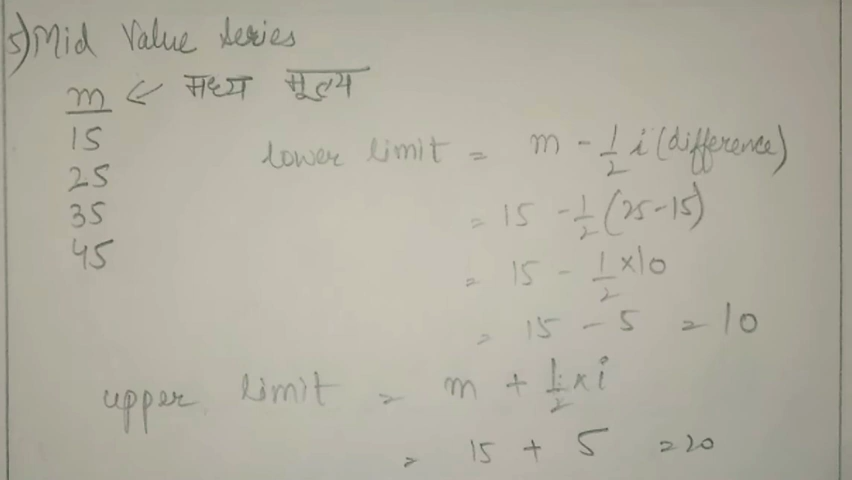 5) Mid Value Series
m ← मध्य मूल्य
15
25
35
45
lower limit = m - 1/2 i (difference)
= 15 - 1/2 (25-15)
= 15 - 1/2 × 10
= 15 - 5 = 10
upper limit = m + 1/2 × i
= 15 + 5 = 20